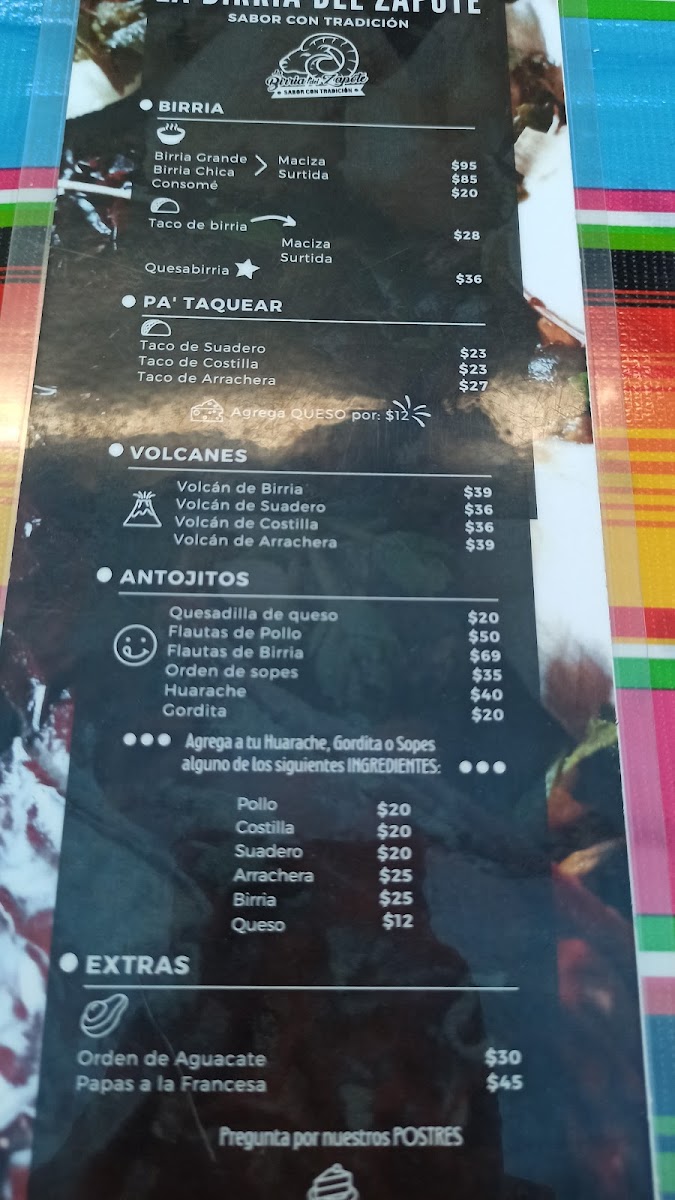 LA BIRRIA DEL ZAPOTE
SABOR CON TRADICIÓN
Birria del Zapote
SABOR CON TRADICIÓN
BIRRIA
Birria Grande > Maciza $95
Birria Chica Surtida $85
Consomé $20
Taco de birria $28
Maciza
Surtida
Quesabirria $36
PA' TAQUEAR
Taco de Suadero $23
Taco de Costilla $23
Taco de Arrachera $27
Agrega QUESO por: $12
VOLCANES
Volcán de Birria $39
Volcán de Suadero $36
Volcán de Costilla $36
Volcán de Arrachera $39
ANTOJITOS
Quesadilla de queso $20
Flautas de Pollo $50
Flautas de Birria $69
Orden de sopes $35
Huarache $40
Gordita $20
Agrega a tu Huarache, Gordita o Sopes
alguno de los siguientes INGREDIENTES:
Pollo $20
Costilla $20
Suadero $20
Arrachera $25
Birria $25
Queso $12
EXTRAS
Orden de Aguacate $30
Papas a la Francesa $45
Pregunta por nuestros POSTRES